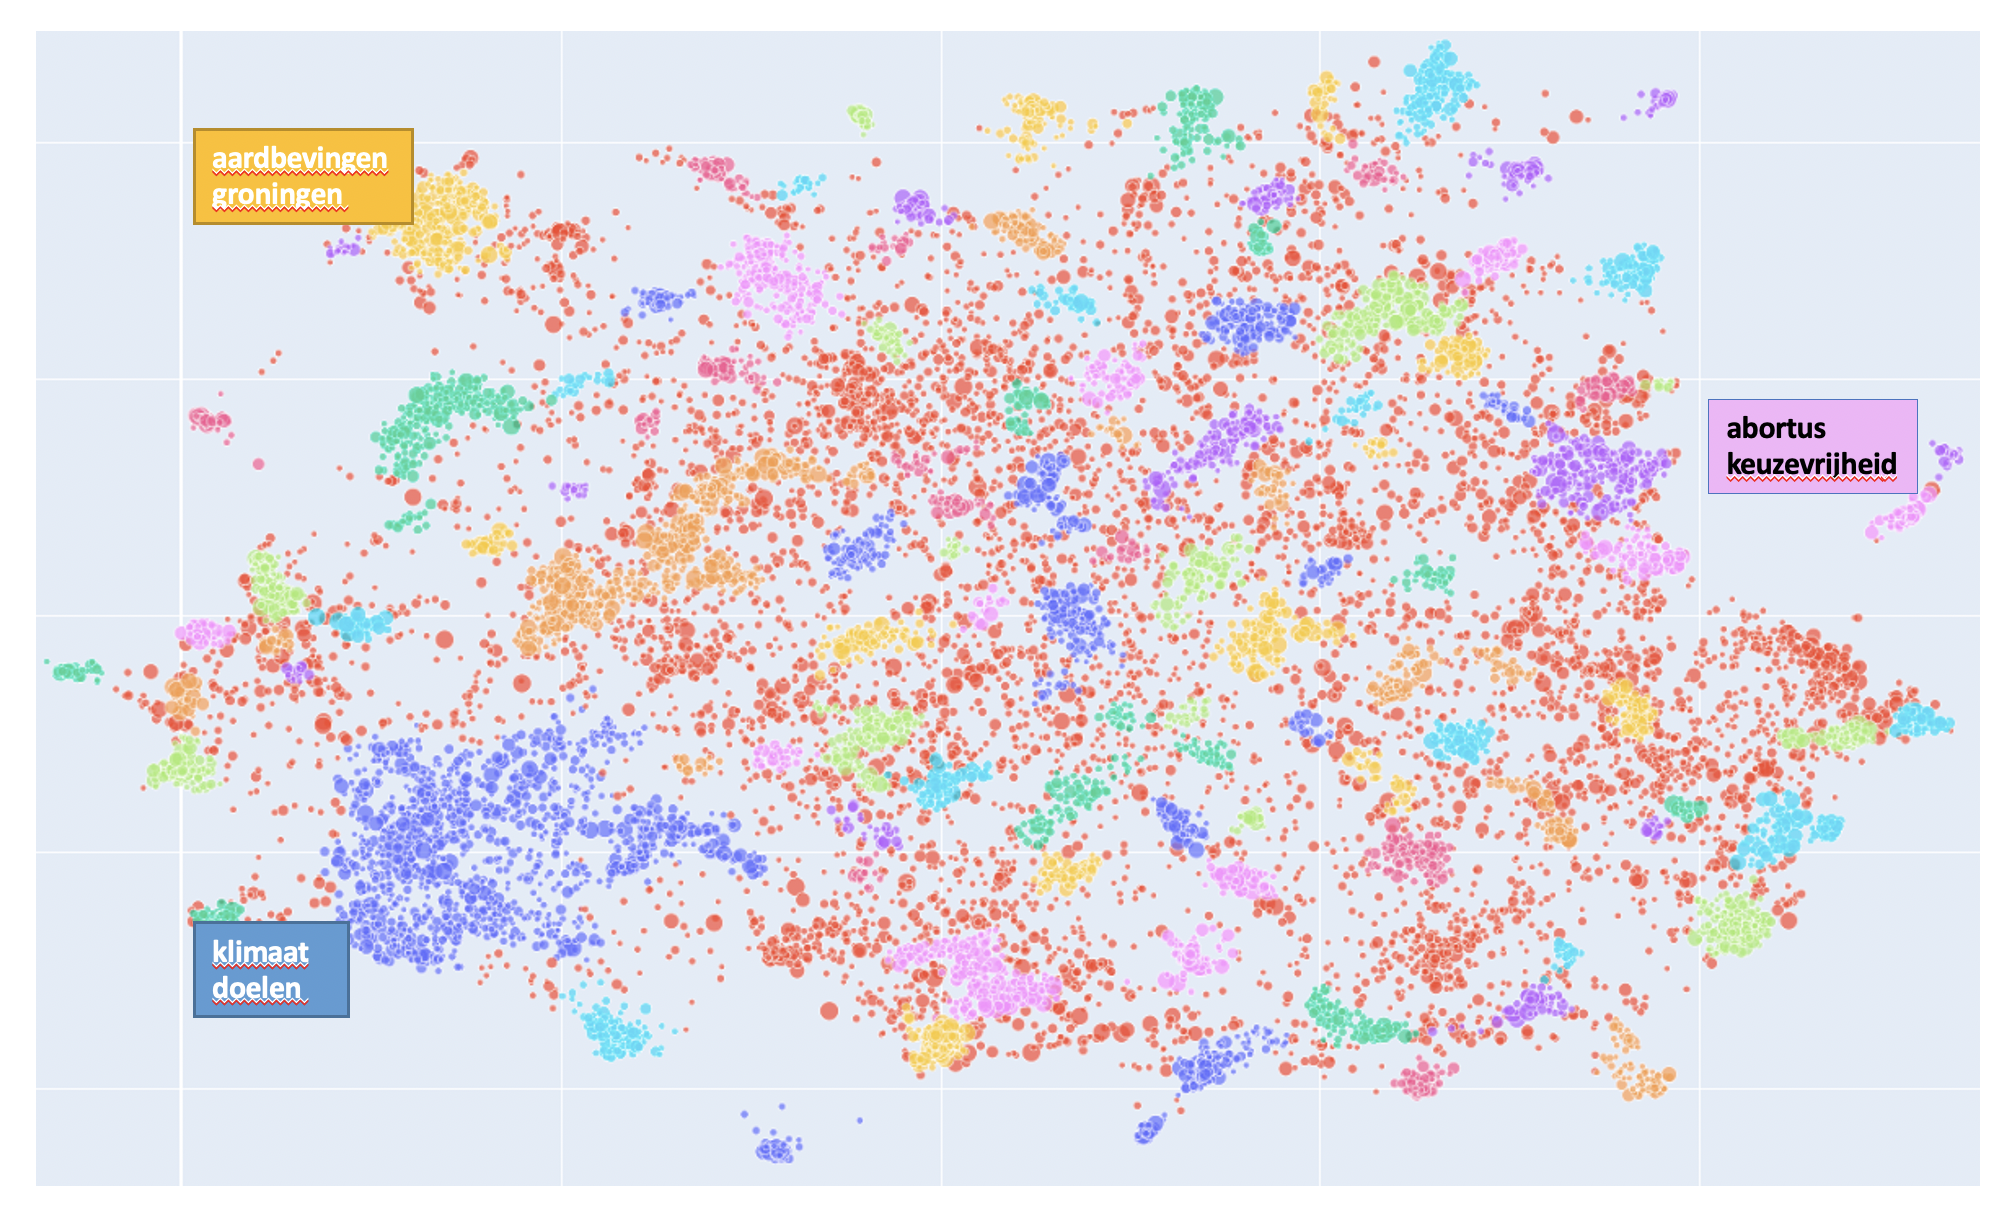 aardbevingen
groningen
abortus
keuzevrijheid
klimaat
doelen